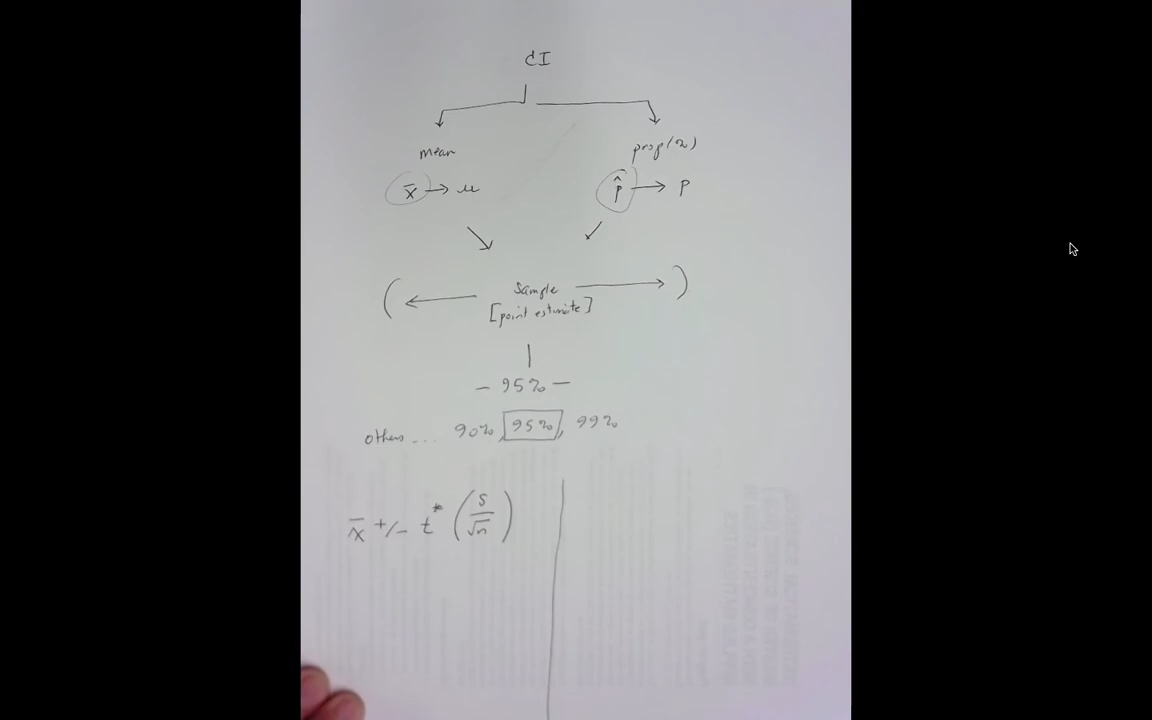 CI
mean
prop(%)
x̄ → μ
p̂ → p
( ← sample → )
[point estimate]
- 95% -
others ... 90%, 95%, 99%
x̄ +/- t* (s/√n)